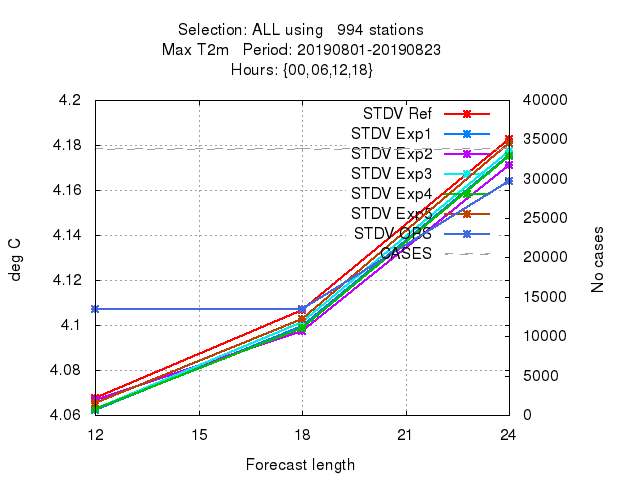 Selection: ALL using   994 stations
Max T2m   Period: 20190801-20190823
Hours: {00,06,12,18}
4.2
4.18
4.16
4.14
4.12
4.1
4.08
4.06
deg C
STDV Ref
STDV Exp1
STDV Exp2
STDV Exp3
STDV Exp4
STDV Exp5
STDV OBS
CASES
40000
35000
30000
25000
20000
15000
10000
5000
0
No cases
12
15
18
21
24
Forecast length